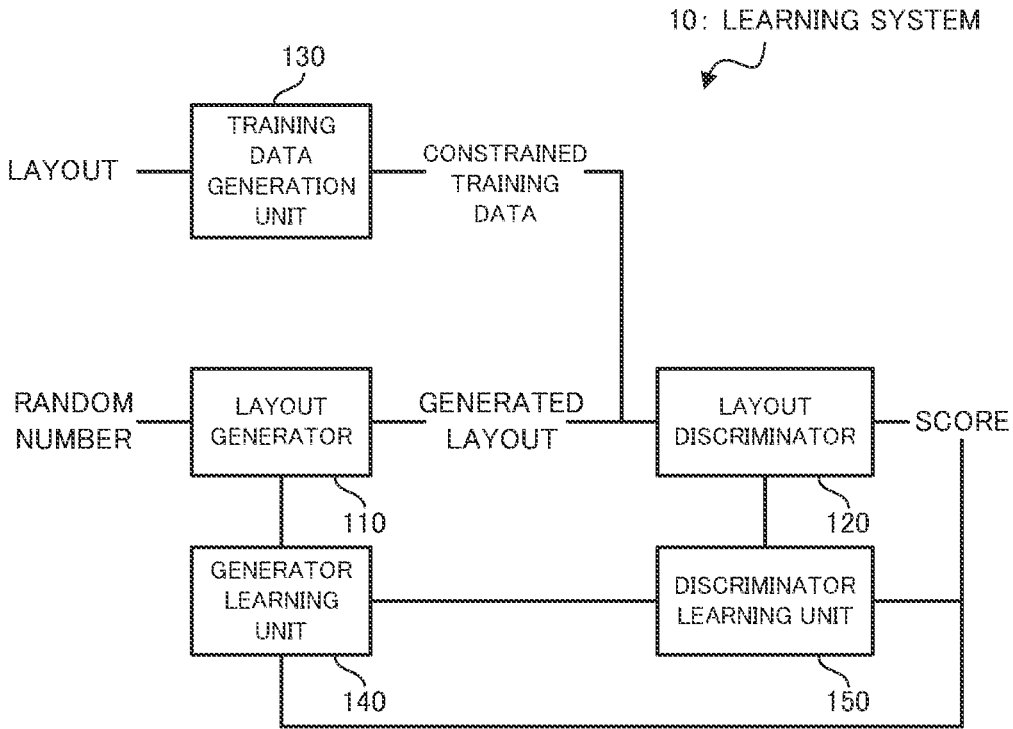 10: LEARNING SYSTEM
130
TRAINING
DATA
GENERATION
UNIT
LAYOUT
CONSTRAINED
TRAINING
DATA
RANDOM
NUMBER
LAYOUT
GENERATOR
GENERATED
LAYOUT
LAYOUT
DISCRIMINATOR
SCORE
110
120
GENERATOR
LEARNING
UNIT
DISCRIMINATOR
LEARNING UNIT
140
150